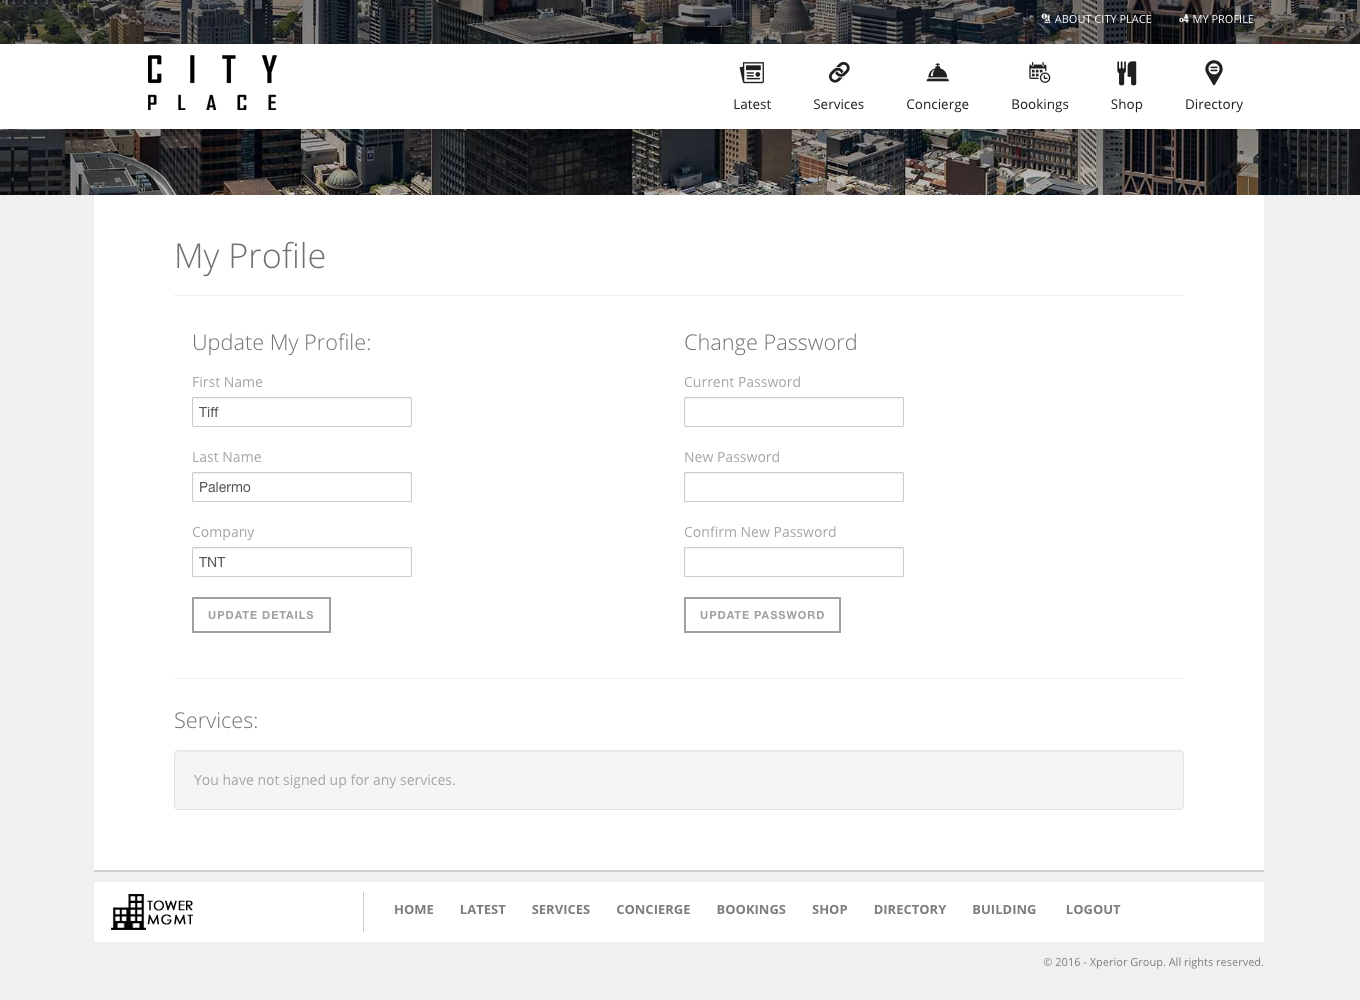 ABOUT CITY PLACE
MY PROFILE
CITY
PLACE
Latest
Services
Concierge
Bookings
Shop
Directory
My Profile
Update My Profile:
First Name
Tiff
Last Name
Palermo
Company
TNT
UPDATE DETAILS
Change Password
Current Password
New Password
Confirm New Password
UPDATE PASSWORD
Services:
You have not signed up for any services.
TOWER
MGMT
HOME LATEST SERVICES CONCIERGE BOOKINGS SHOP DIRECTORY BUILDING LOGOUT
© 2016 - Xperior Group. All rights reserved.